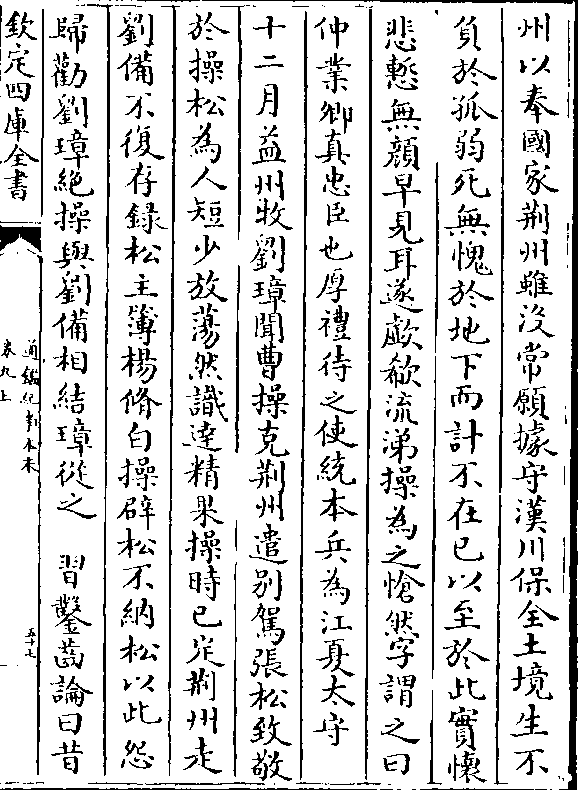 州以奉國家荆州雖沒常願據守漢川保全土境生不
負於孤弱死無愧於地下而計不在已以至於此實懷
悲慙無顔早見耳遂歔欷流涕操為之愴然字謂之曰
仲業卿真忠臣也厚禮待之使統本兵為江夏太守
十二月益州牧劉璋聞曹操克荆州遣别駕張松致敬
於操松為人短少放蕩然識達精果操時已定荆州走
劉備不復存録松主簿楊脩白操辟松不納松以此怨
歸勸劉璋絶操與劉備相結璋從之 習鑿齒論曰昔
欽定四庫全書
通鑑紀事本末
卷九上
五十七